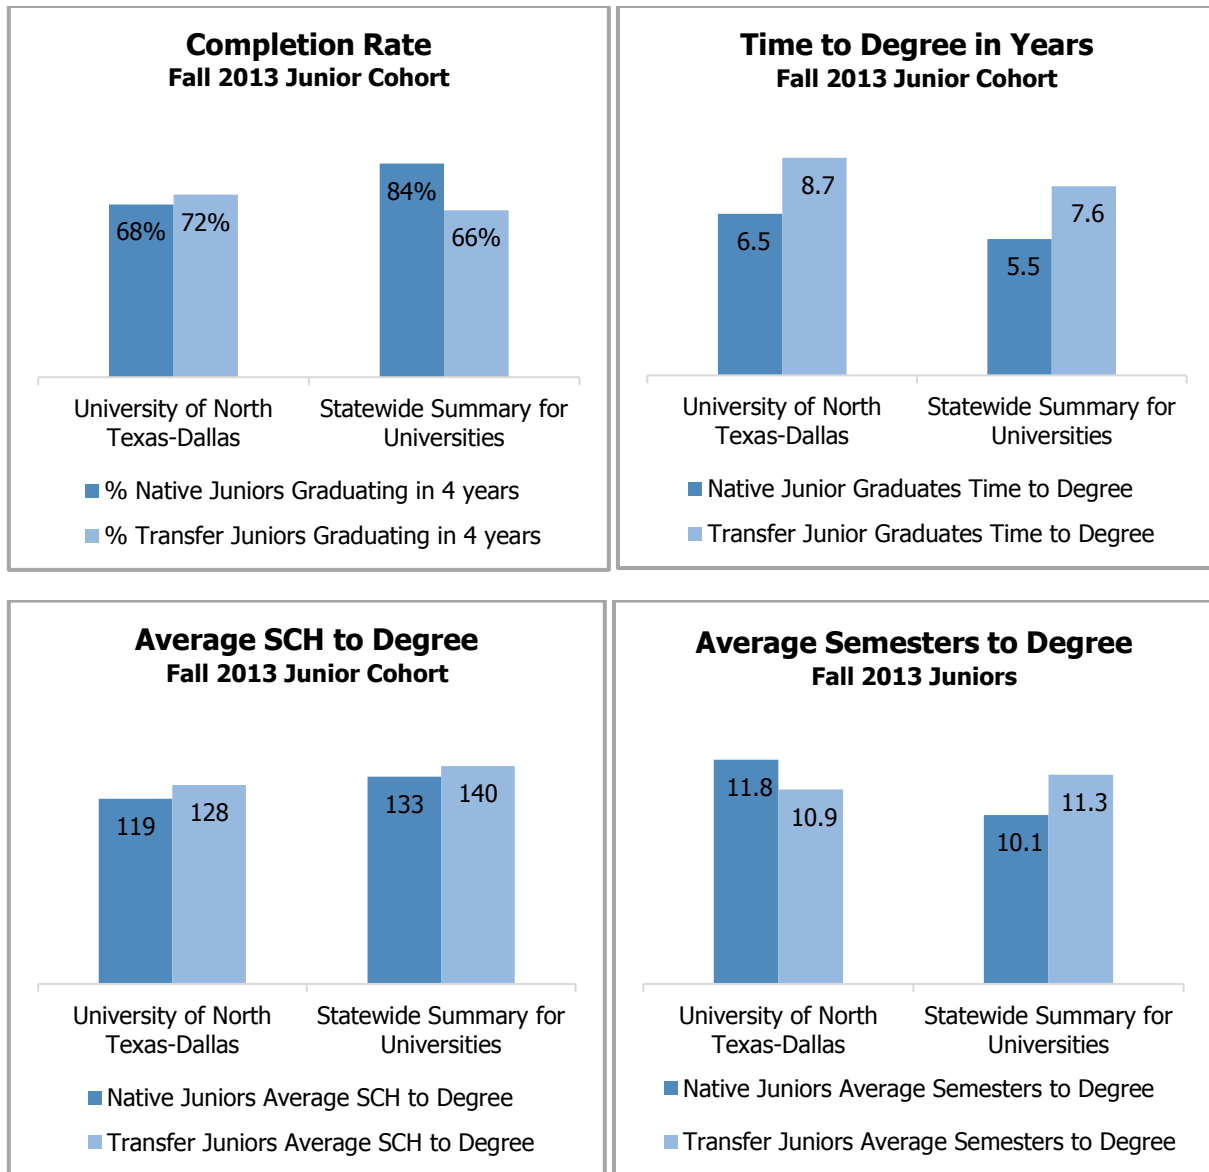 Completion Rate
Fall 2013 Junior Cohort
68%
72%
84%
66%
University of North
Texas-Dallas
Statewide Summary for
Universities
% Native Juniors Graduating in 4 years
% Transfer Juniors Graduating in 4 years
Time to Degree in Years
Fall 2013 Junior Cohort
6.5
8.7
5.5
7.6
University of North
Texas-Dallas
Statewide Summary for
Universities
Native Junior Graduates Time to Degree
Transfer Junior Graduates Time to Degree
Average SCH to Degree
Fall 2013 Junior Cohort
119
128
133
140
University of North
Texas-Dallas
Statewide Summary for
Universities
Native Juniors Average SCH to Degree
Transfer Juniors Average SCH to Degree
Average Semesters to Degree
Fall 2013 Juniors
11.8
10.9
10.1
11.3
University of North
Texas-Dallas
Statewide Summary for
Universities
Native Juniors Average Semesters to Degree
Transfer Juniors Average Semesters to Degree